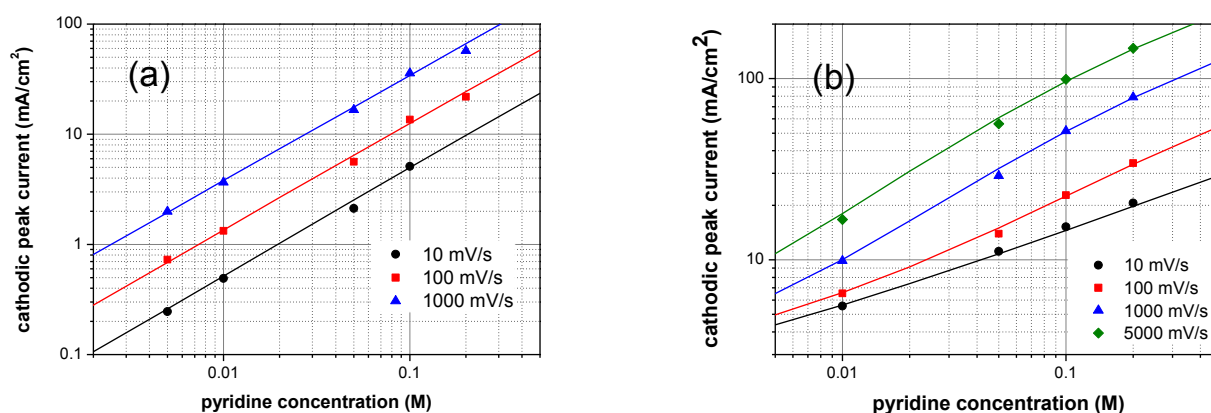 (a)
cathodic peak current (mA/cm²)
100
10
1
0.1
0.01
0.1
pyridine concentration (M)
10 mV/s
100 mV/s
1000 mV/s
(b)
cathodic peak current (mA/cm²)
100
10
0.01
0.1
pyridine concentration (M)
10 mV/s
100 mV/s
1000 mV/s
5000 mV/s